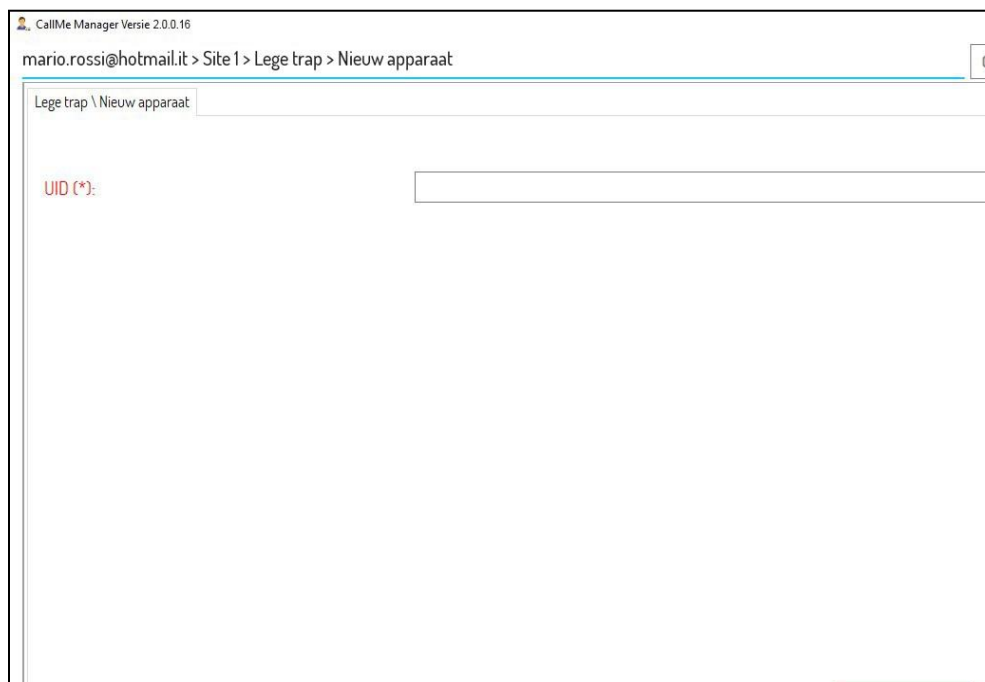 CallMe Manager Versie 2.0.0.16
mario.rossi@hotmail.it > Site 1 > Lege trap > Nieuw apparaat
Lege trap \ Nieuw apparaat
UID (*):